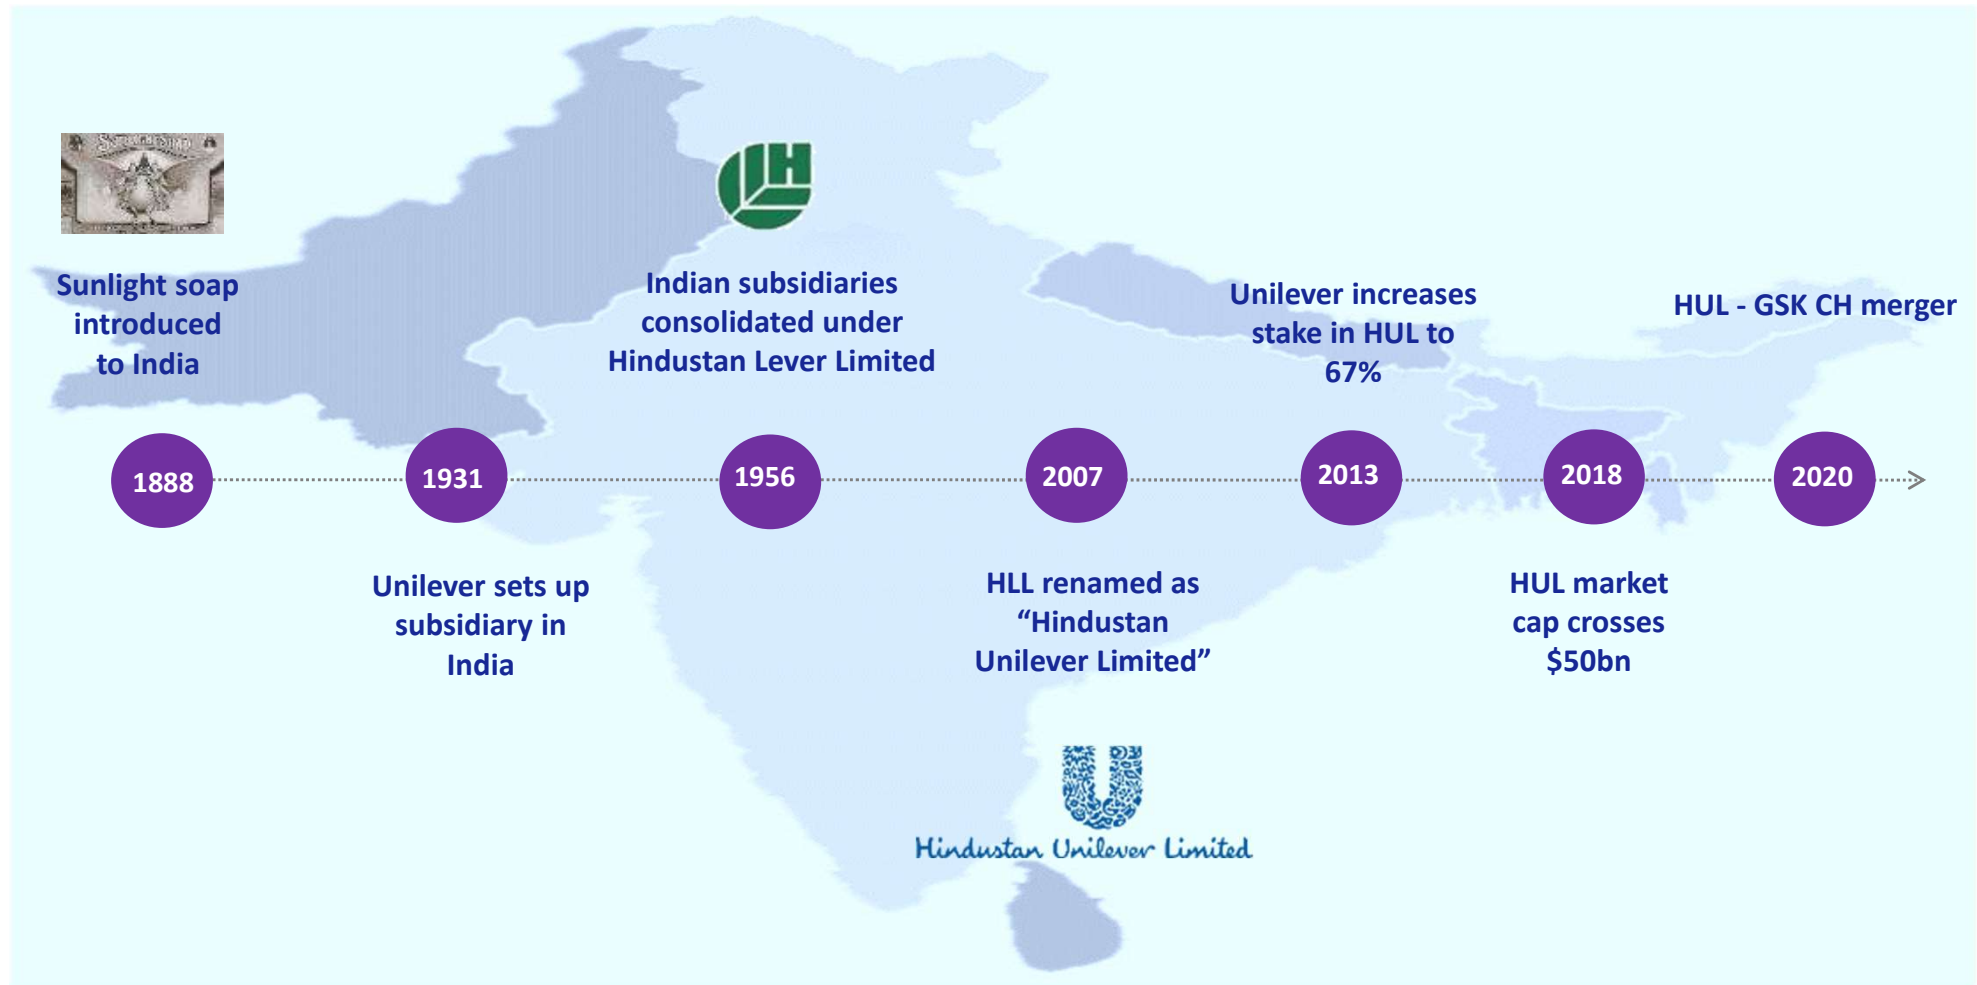 Sunlight soap
introduced
to India
Indian subsidiaries
consolidated under
Hindustan Lever Limited
Unilever increases
stake in HUL to
67%
HUL - GSK CH merger
1888
1931
1956
2007
2013
2018
2020
Unilever sets up
subsidiary in
India
HLL renamed as
“Hindustan
Unilever Limited”
HUL market
cap crosses
$50bn
Hindustan Unilever Limited